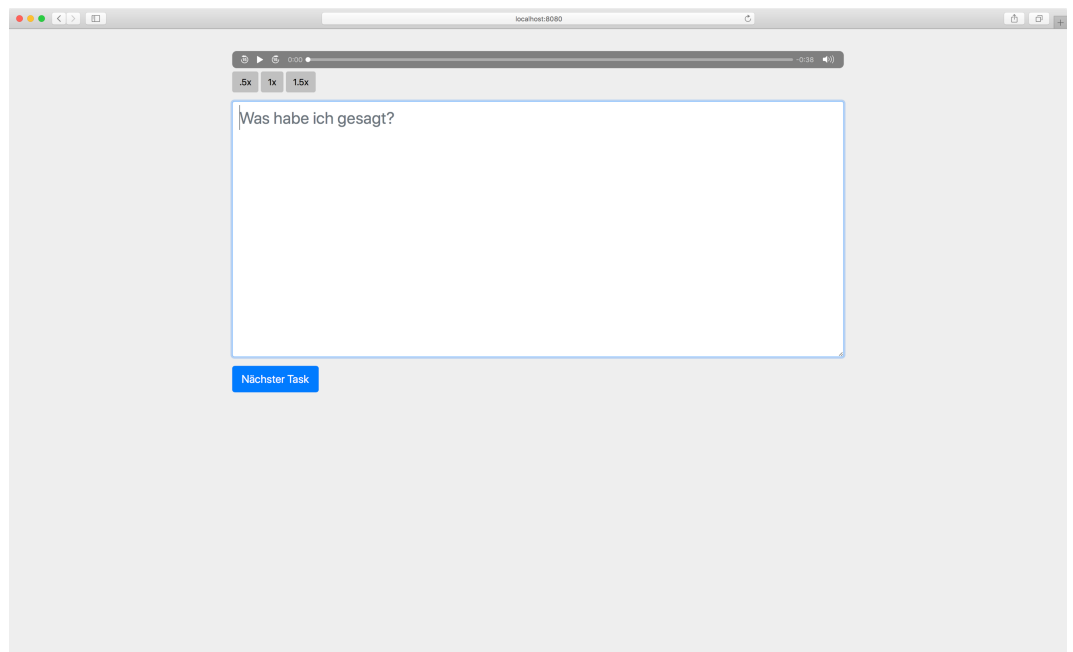 localhost:8080
0:00
-0:38
.5x 1x 1.5x
Was habe ich gesagt?
Nächster Task